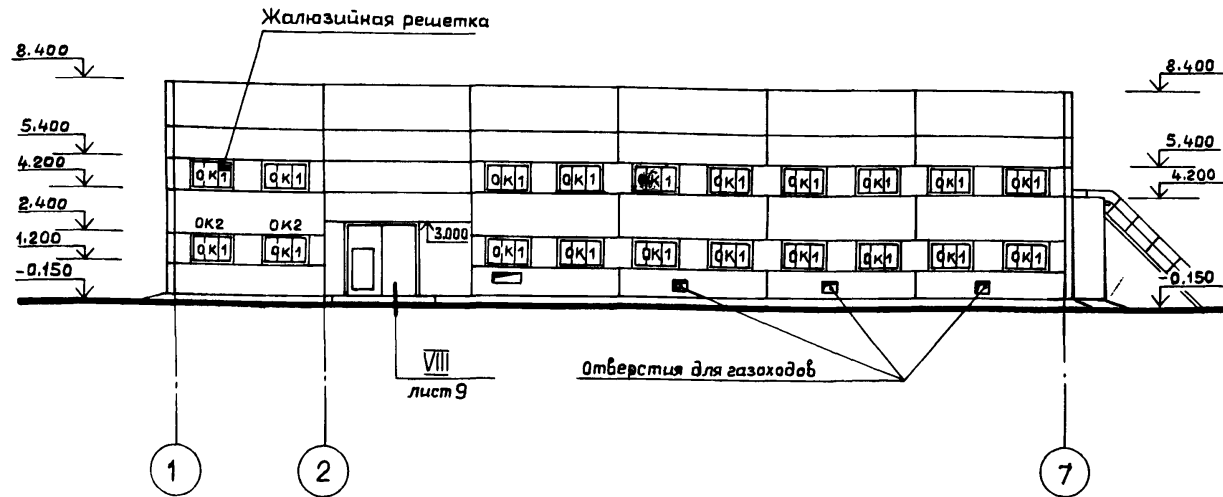 Жалюзийная решетка
8.400
8.400
5.400
5.400
4.200
4.200
ОК1 ОК1 ОК1 ОК1 ОК1 ОК1 ОК1 ОК1 ОК1 ОК1
2.400
ОК2 ОК2
3.000
1.200
ОК1 ОК1 ОК1 ОК1 ОК1 ОК1 ОК1 ОК1 ОК1 ОК1
-0.150
-0.150
VIII
лист 9
Отверстия для газоходов
1 2 7